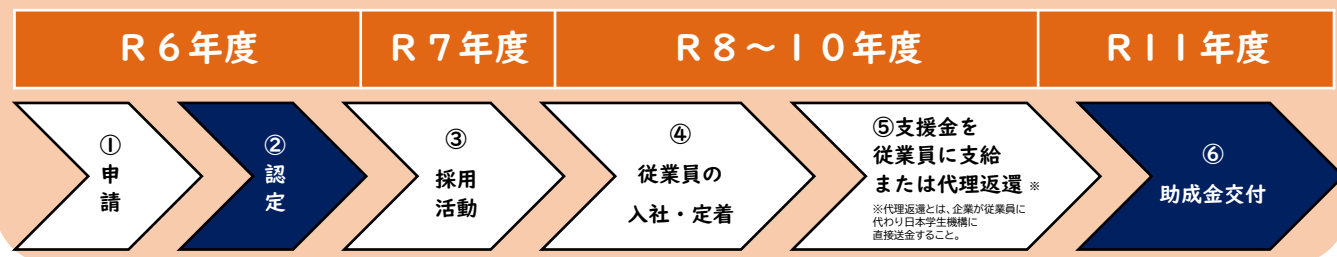 R6年度
R7年度
R8～10年度
R11年度
①
申
請
②
認
定
③
採用
活動
④
従業員の
入社・定着
⑤支援金を
従業員に支給
または代理返還 ※
※代理返還とは、企業が従業員に
代わり日本学生機構に
直接送金すること。
⑥
助成金交付